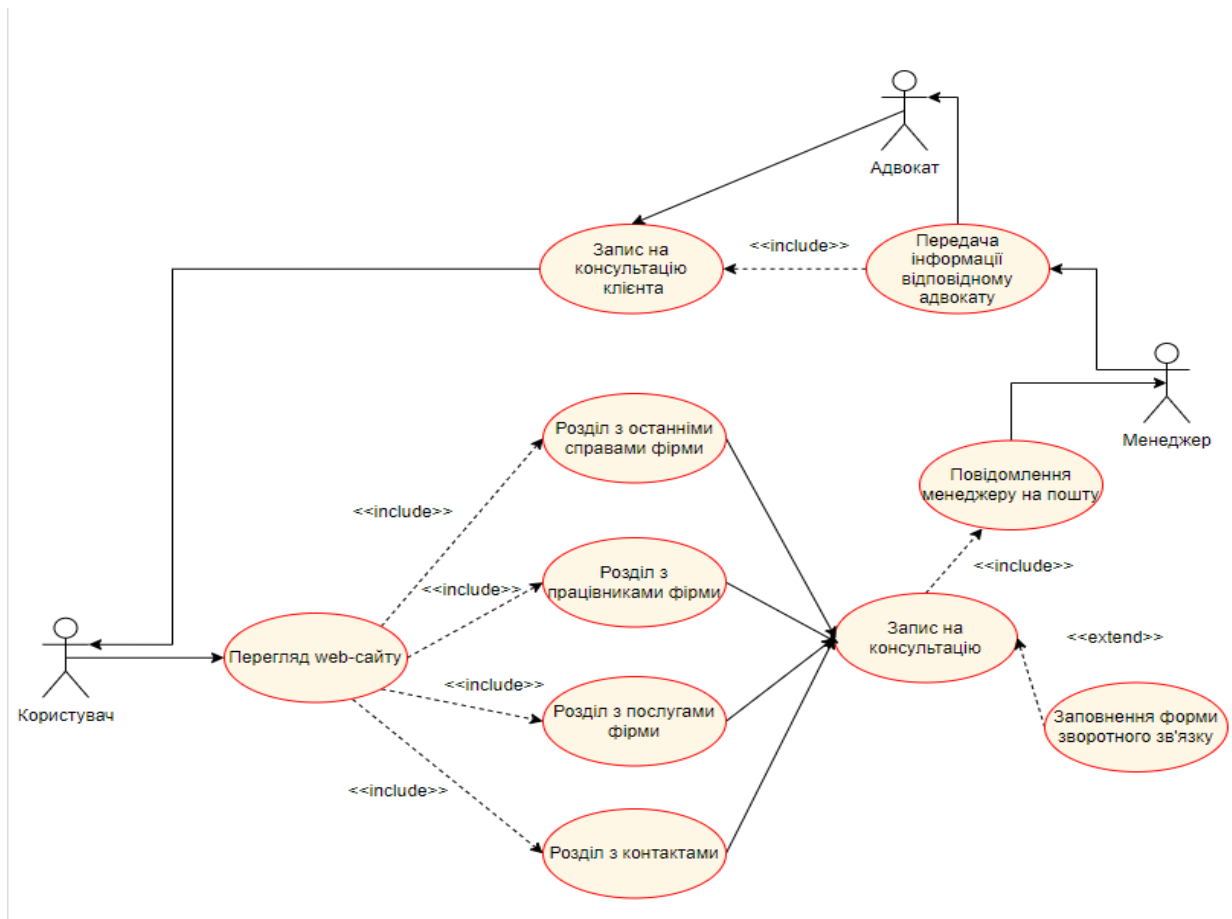 Адвокат
Запис на
консультацію
клієнта
<<include>>
Передача
інформації
відповідному
адвокату
Менеджер
Розділ з останніми
справами фірми
Повідомлення
менеджеру на пошту
<<include>>
<<include>>
<<include>>
Розділ з
працівниками фірми
Запис на
консультацію
<<extend>>
Користувач
Перегляд web-сайту
<<include>>
Розділ з послугами
фірми
Заповнення форми
зворотного зв'язку
<<include>>
Розділ з контактами